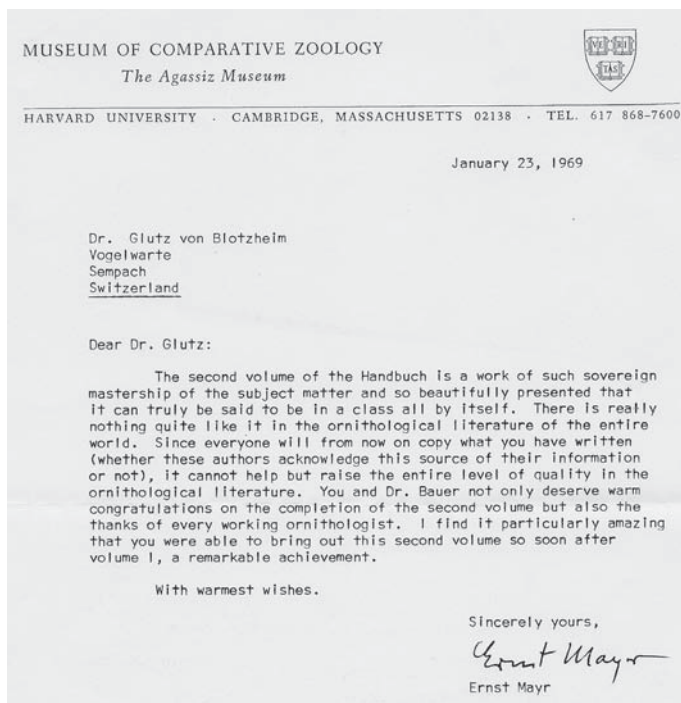 MUSEUM OF COMPARATIVE ZOOLOGY
The Agassiz Museum
VE RI
TAS
HARVARD UNIVERSITY · CAMBRIDGE, MASSACHUSETTS 02138 · TEL. 617 868-7600
January 23, 1969
Dr. Glutz von Blotzheim
Vogelwarte
Sempach
Switzerland
Dear Dr. Glutz:
The second volume of the Handbuch is a work of such sovereign
mastership of the subject matter and so beautifully presented that
it can truly be said to be in a class all by itself. There is really
nothing quite like it in the ornithological literature of the entire
world. Since everyone will from now on copy what you have written
(whether these authors acknowledge this source of their information
or not), it cannot help but raise the entire level of quality in the
ornithological literature. You and Dr. Bauer not only deserve warm
congratulations on the completion of the second volume but also the
thanks of every working ornithologist. I find it particularly amazing
that you were able to bring out this second volume so soon after
volume I, a remarkable achievement.
With warmest wishes.
Sincerely yours,
Ernst Mayr
Ernst Mayr